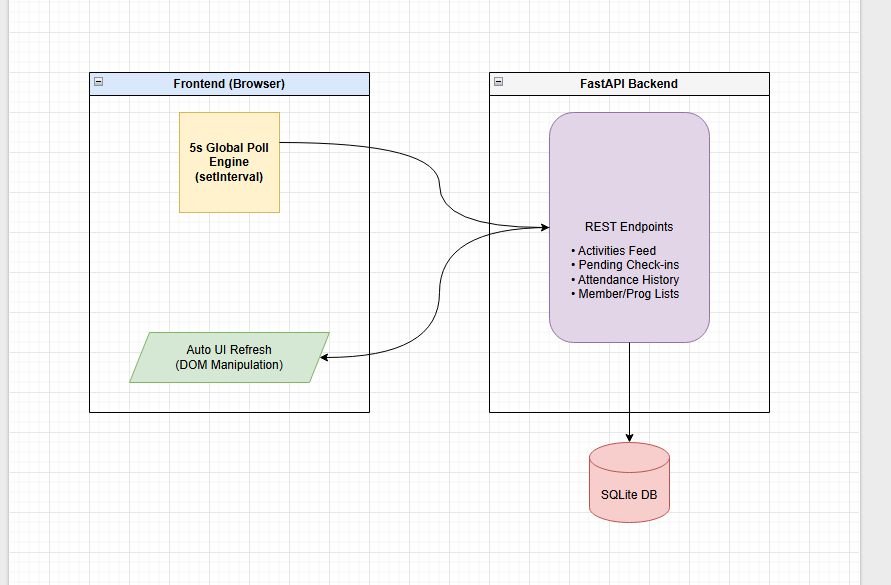 Frontend (Browser)
FastAPI Backend
5s Global Poll
Engine
(setInterval)
REST Endpoints
• Activities Feed
• Pending Check-ins
• Attendance History
• Member/Prog Lists
Auto UI Refresh
(DOM Manipulation)
SQLite DB